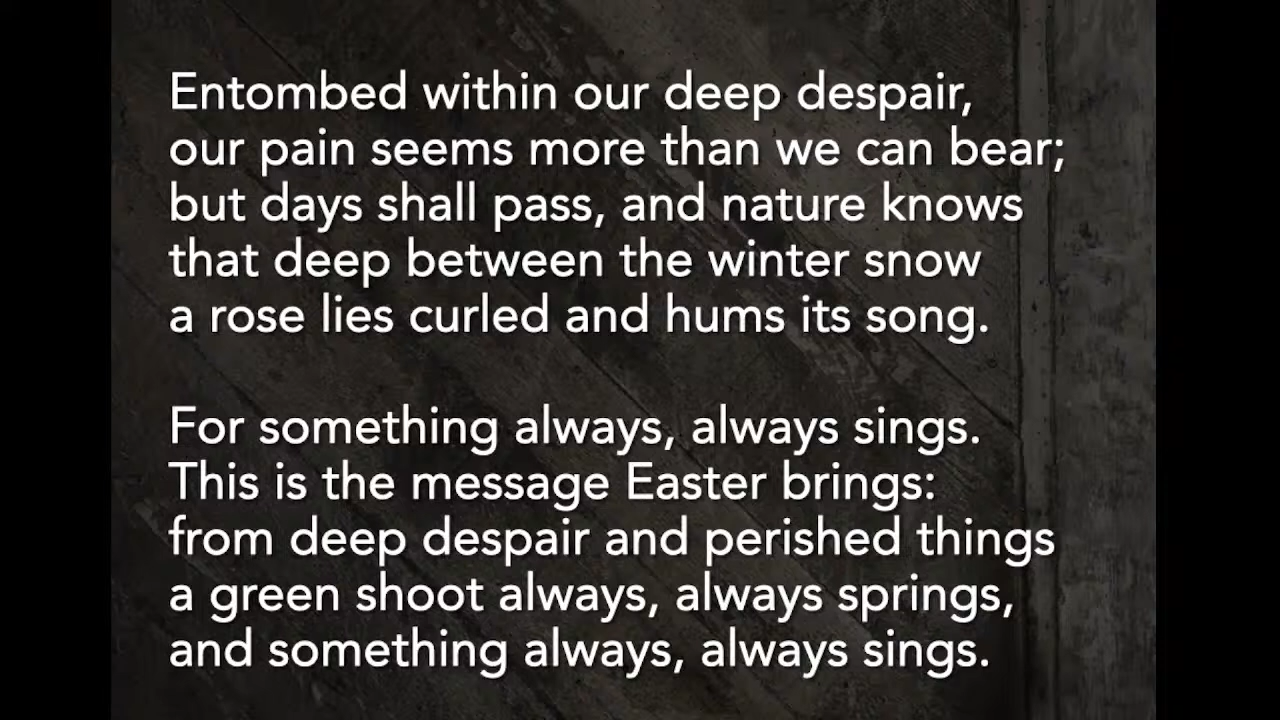 Entombed within our deep despair,
our pain seems more than we can bear;
but days shall pass, and nature knows
that deep between the winter snow
a rose lies curled and hums its song.
For something always, always sings.
This is the message Easter brings:
from deep despair and perished things
a green shoot always, always springs,
and something always, always sings.